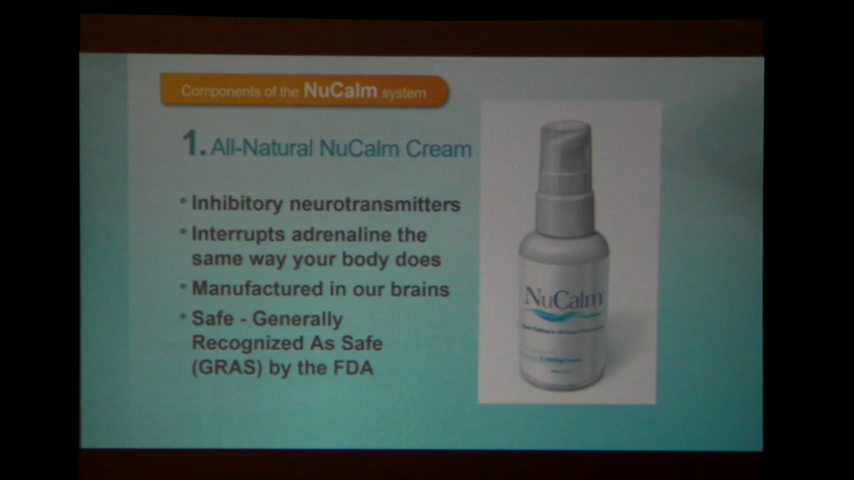 Components of the NuCalm system
1. All-Natural NuCalm Cream
• Inhibitory neurotransmitters
• Interrupts adrenaline the
same way your body does
• Manufactured in our brains
• Safe - Generally
Recognized As Safe
(GRAS) by the FDA
NuCalm